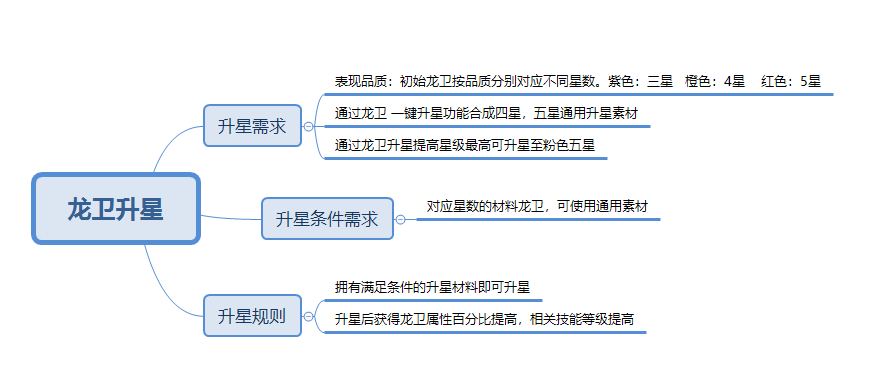 龙卫升星
升星需求
表现品质：初始龙卫按品质分别对应不同星数。紫色：三星 橙色：4星 红色：5星
通过龙卫 一键升星功能合成四星，五星通用升星素材
通过龙卫升星提高星级最高可升星至粉色五星
升星条件需求
对应星数的材料龙卫，可使用通用素材
升星规则
拥有满足条件的升星材料即可升星
升星后获得龙卫属性百分比提高，相关技能等级提高